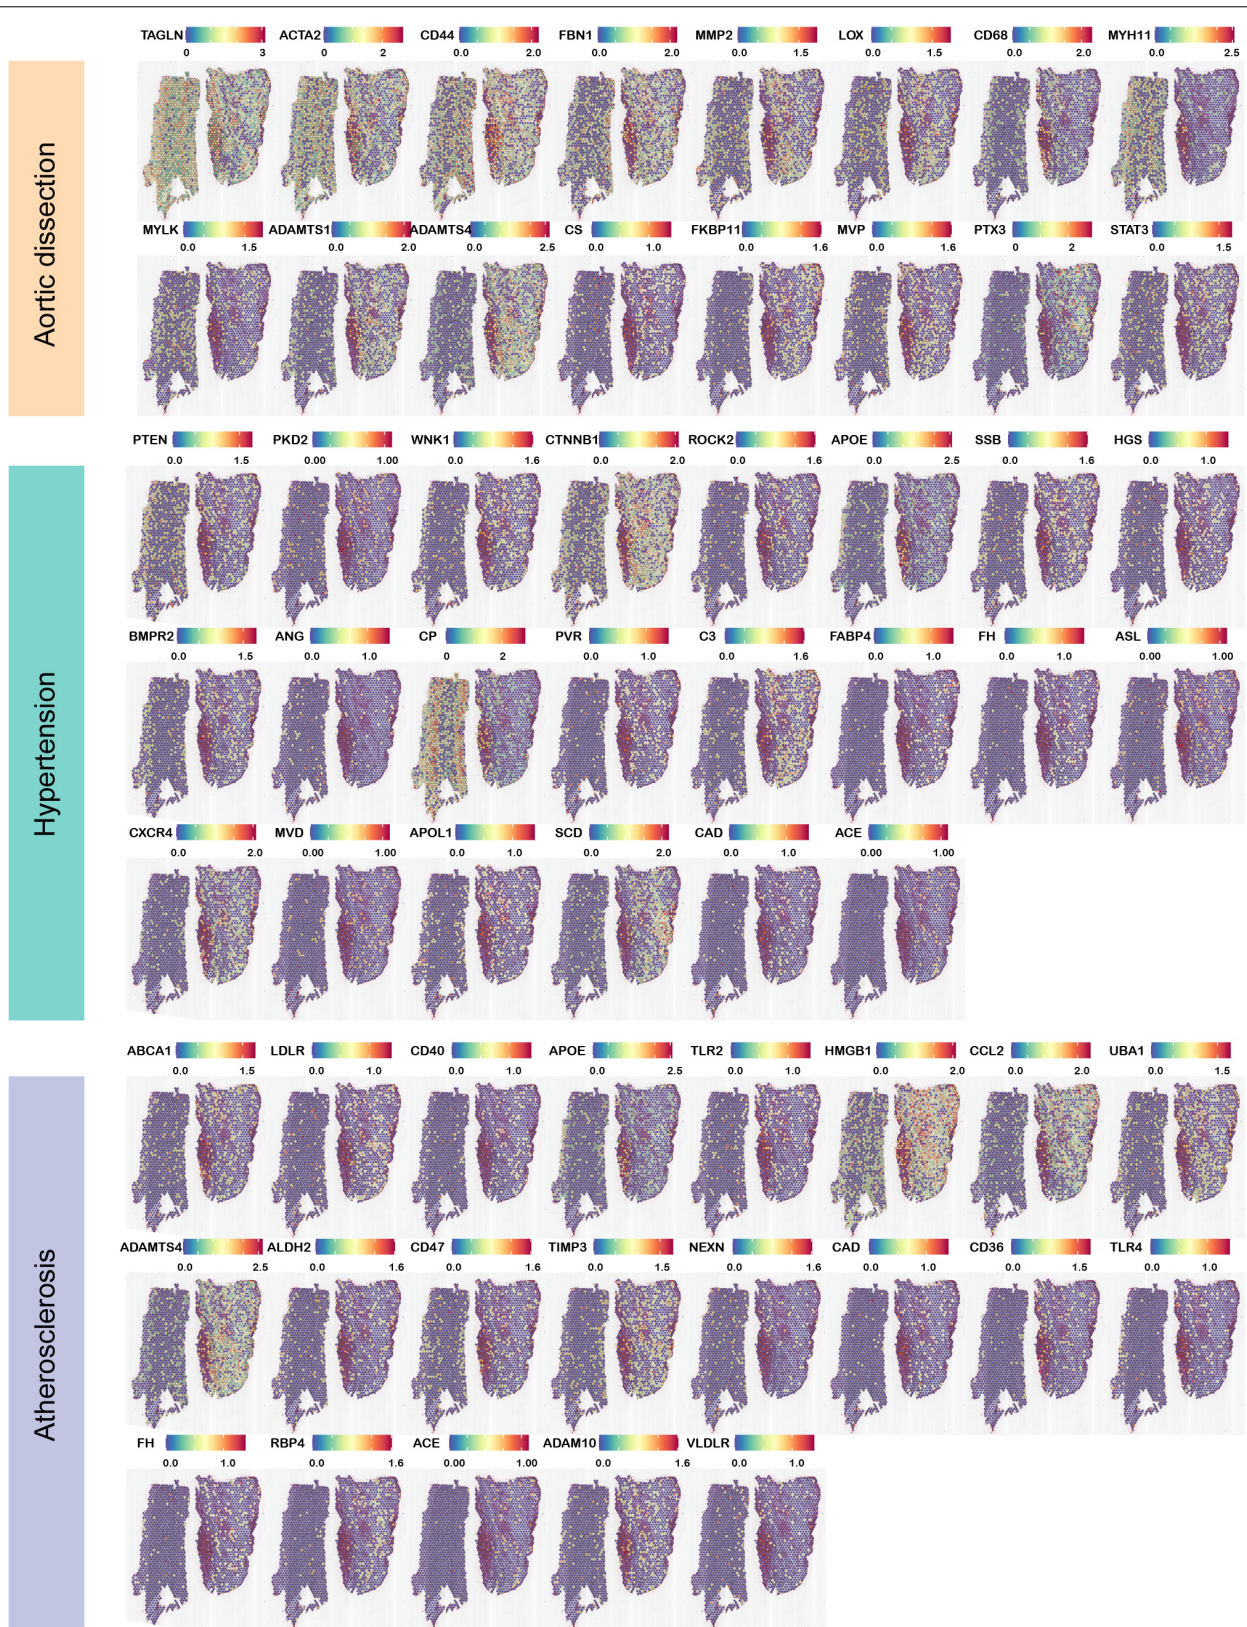 Aortic dissection
TAGLN ACTA2 CD44 FBN1 MMP2 LOX CD68 MYH11
0 3 0 2 0.0 2.0 0.0 2.0 0.0 1.5 0.0 1.5 0.0 2.0 0.0 2.5
MYLK ADAMTS1 ADAMTS4 CS FKBP11 MVP PTX3 STAT3
0.0 1.5 0.0 2.0 0.0 2.5 0.0 1.0 0.0 1.6 0.0 1.6 0 2 0.0 1.5
Hypertension
PTEN PKD2 WNK1 CTNNB1 ROCK2 APOE SSB HGS
0.0 1.5 0.00 1.00 0.0 1.6 0.0 2.0 0.0 1.6 0.0 2.5 0.0 1.6 0.0 1.0
BMPR2 ANG CP PVR C3 FABP4 FH ASL
0.0 1.5 0.0 1.0 0 2 0.0 1.0 0.0 1.6 0.0 1.0 0.0 1.0 0.00 1.00
CXCR4 MVD APOL1 SCD CAD ACE
0.0 2.0 0.00 1.00 0.0 1.0 0.0 2.0 0.0 1.0 0.00 1.00
Atherosclerosis
ABCA1 LDLR CD40 APOE TLR2 HMGB1 CCL2 UBA1
0.0 1.5 0.0 1.0 0.0 1.0 0.0 2.5 0.0 1.0 0.0 2.0 0.0 2.0 0.0 1.5
ADAMTS4 ALDH2 CD47 TIMP3 NEXN CAD CD36 TLR4
0.0 2.5 0.0 1.6 0.0 1.6 0.0 1.5 0.0 1.6 0.0 1.0 0.0 1.5 0.0 1.0
FH RBP4 ACE ADAM10 VLDLR
0.0 1.0 0.0 1.6 0.00 1.00 0.0 1.6 0.0 1.0